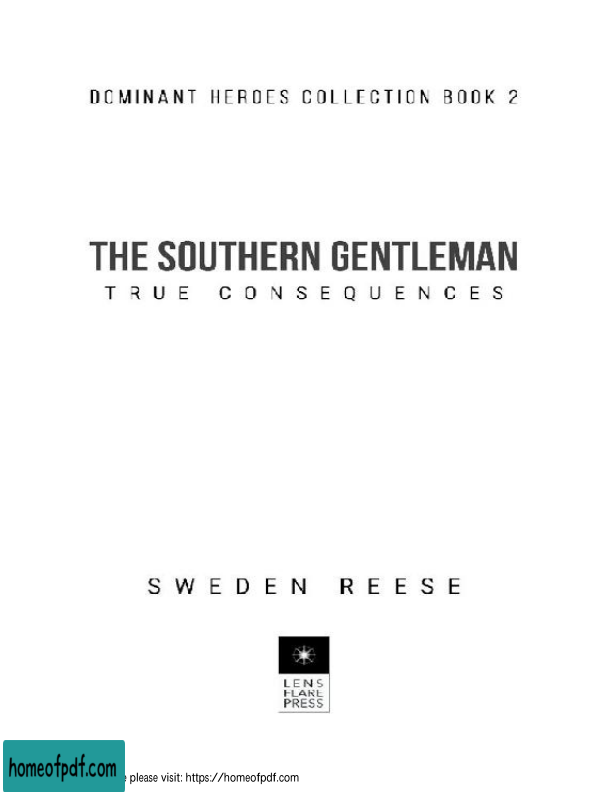 DOMINANT HEROES COLLECTION BOOK 2
THE SOUTHERN GENTLEMAN
TRUE CONSEQUENCES
SWEDEN REESE
LENS
FLARE
PRESS
homeofpdf.com
please visit: https://homeofpdf.com